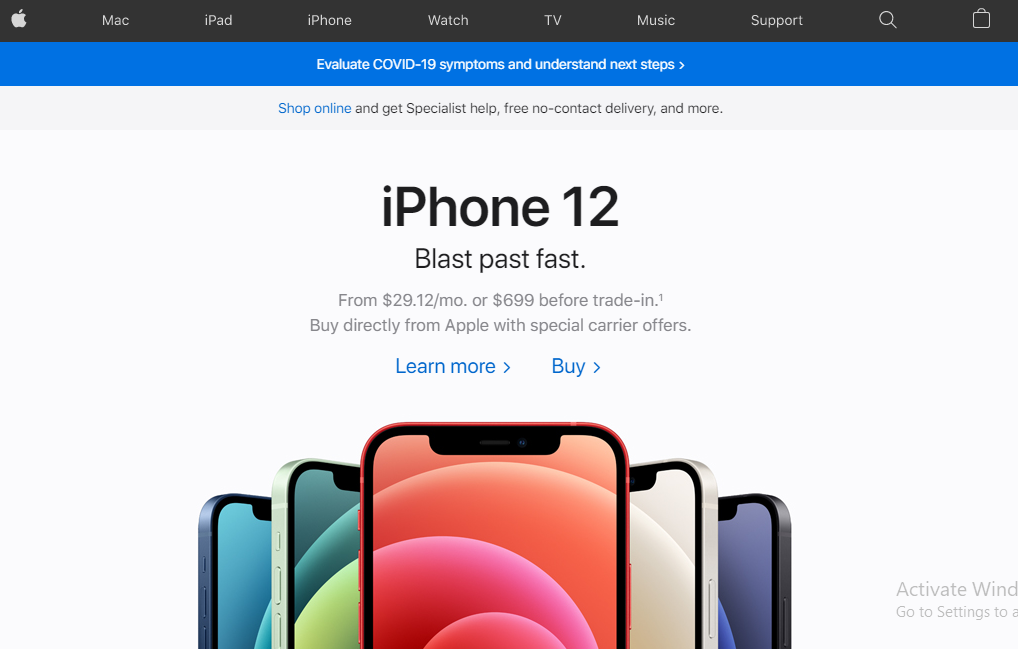 Mac iPad iPhone Watch TV Music Support
Evaluate COVID-19 symptoms and understand next steps >
Shop online and get Specialist help, free no-contact delivery, and more.
iPhone 12
Blast past fast.
From $29.12/mo. or $699 before trade-in.¹
Buy directly from Apple with special carrier offers.
Learn more > Buy >
Activate Wind
Go to Settings to a